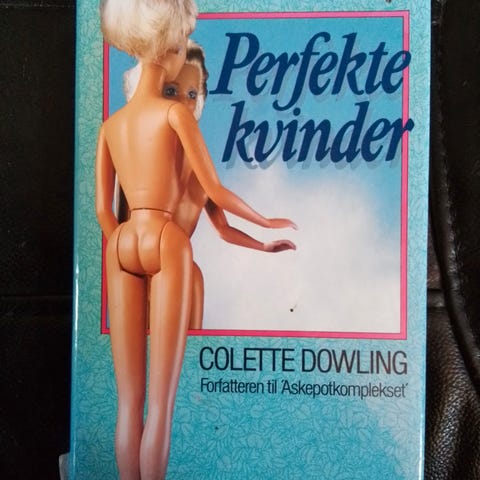 Perfekte
kvinder
COLETTE DOWLING
Forfatteren til 'Askepotkomplekset'